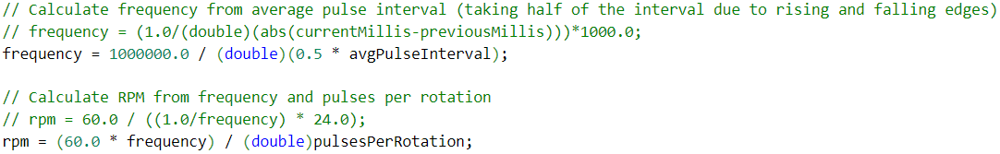 // Calculate frequency from average pulse interval (taking half of the interval due to rising and falling edges)
// frequency = (1.0/(double)(abs(currentMillis-previousMillis)))*1000.0;
frequency = 1000000.0 / (double)(0.5 * avgPulseInterval);
// Calculate RPM from frequency and pulses per rotation
// rpm = 60.0 / ((1.0/frequency) * 24.0);
rpm = (60.0 * frequency) / (double)pulsesPerRotation;